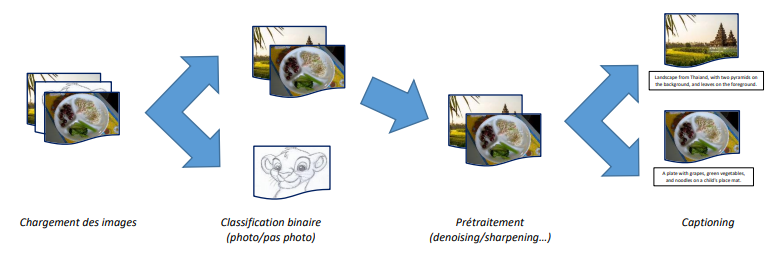 Landscape from Thaiand, with two pyramids on
the background, and leaves on the foreground.
A plate with grapes, green vegetables,
and noodles on a child's place mat.
Chargement des images
Classification binaire
(photo/pas photo)
Prétraitement
(denoising/sharpening…)
Captioning